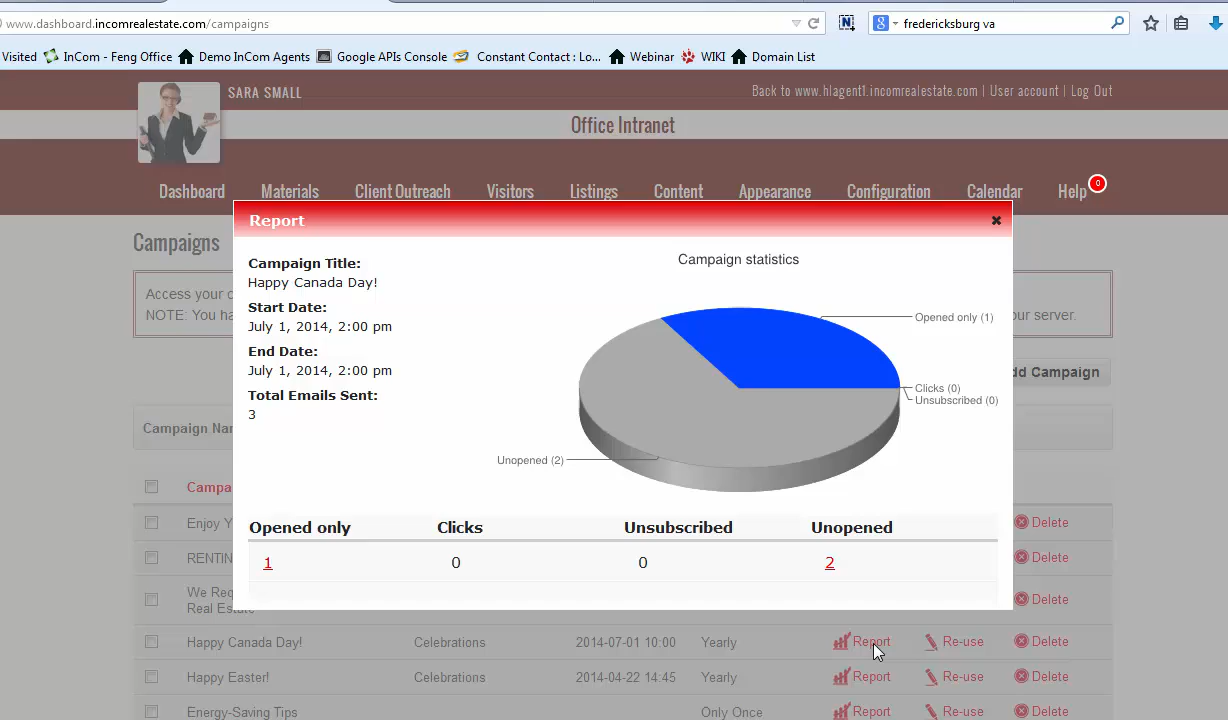 www.dashboard.incomrealestate.com/campaigns
fredericksburg va
Visited InCom - Feng Office Demo InCom Agents Google APIs Console Constant Contact : Lo... Webinar WIKI Domain List
SARA SMALL
Back to www.hlagent1.incomrealestate.com | User account | Log Out
Office Intranet
Dashboard Materials Client Outreach Visitors Listings Content Appearance Configuration Calendar Help 0
Campaigns
Report
Access your c
NOTE: You ha
our server.
Campaign Title:
Happy Canada Day!
Start Date:
July 1, 2014, 2:00 pm
End Date:
July 1, 2014, 2:00 pm
Total Emails Sent:
3
Campaign statistics
Opened only (1)
Clicks (0)
Unsubscribed (0)
Unopened (2)
dd Campaign
Campaign Nar
Campa
Opened only Clicks Unsubscribed Unopened
1 0 0 2
Enjoy Y Delete
RENTIN Delete
We Req
Real Estate
Delete
Happy Canada Day! Celebrations 2014-07-01 10:00 Yearly Report Re-use Delete
Happy Easter! Celebrations 2014-04-22 14:45 Yearly Report Re-use Delete
Energy-Saving Tips Only Once Report Re-use Delete